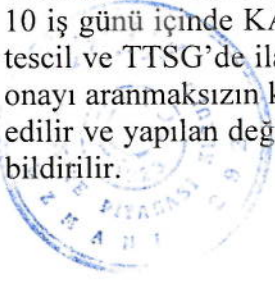 10 iş günü içinde KA
tescil ve TTSG’de ila
onayı aranmaksızın k
edilir ve yapılan değ
bildirilir.